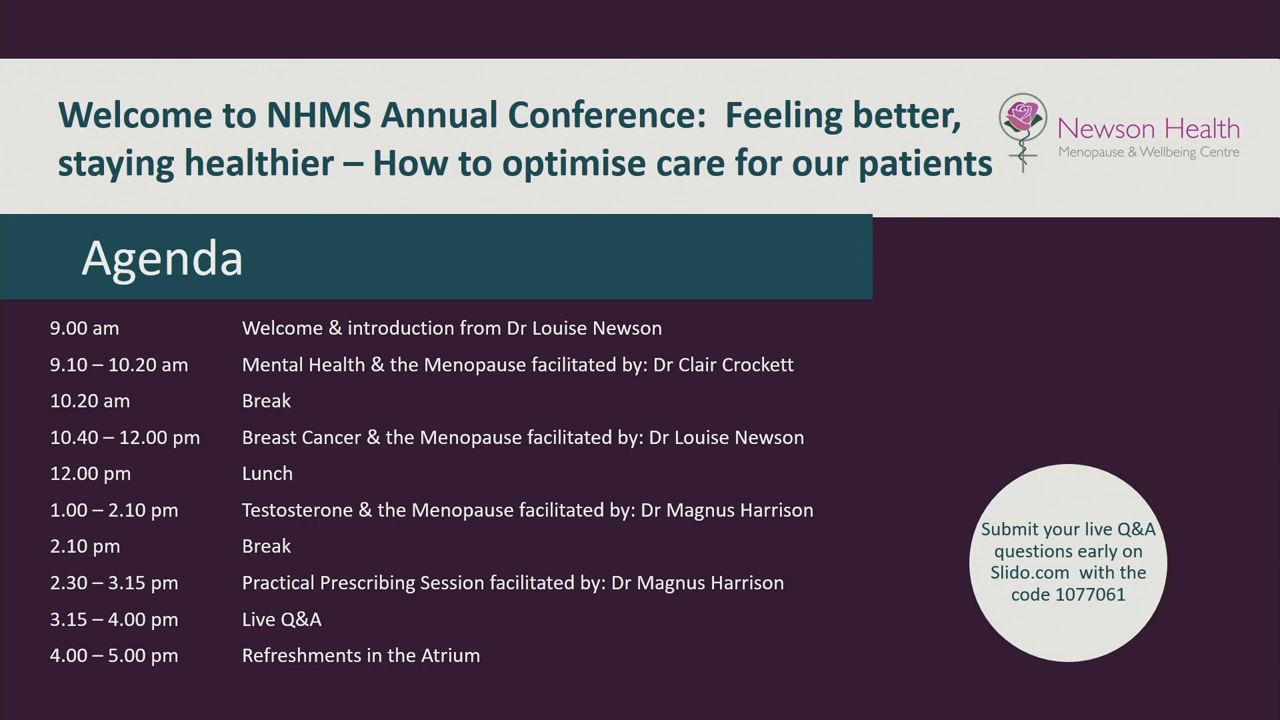 Welcome to NHMS Annual Conference:  Feeling better,
staying healthier – How to optimise care for our patients
Newson Health
Menopause & Wellbeing Centre
Agenda
9.00 am Welcome & introduction from Dr Louise Newson
9.10 – 10.20 am Mental Health & the Menopause facilitated by: Dr Clair Crockett
10.20 am Break
10.40 – 12.00 pm Breast Cancer & the Menopause facilitated by: Dr Louise Newson
12.00 pm Lunch
1.00 – 2.10 pm Testosterone & the Menopause facilitated by: Dr Magnus Harrison
2.10 pm Break
2.30 – 3.15 pm Practical Prescribing Session facilitated by: Dr Magnus Harrison
3.15 – 4.00 pm Live Q&A
4.00 – 5.00 pm Refreshments in the Atrium
Submit your live Q&A
questions early on
Slido.com  with the
code 1077061